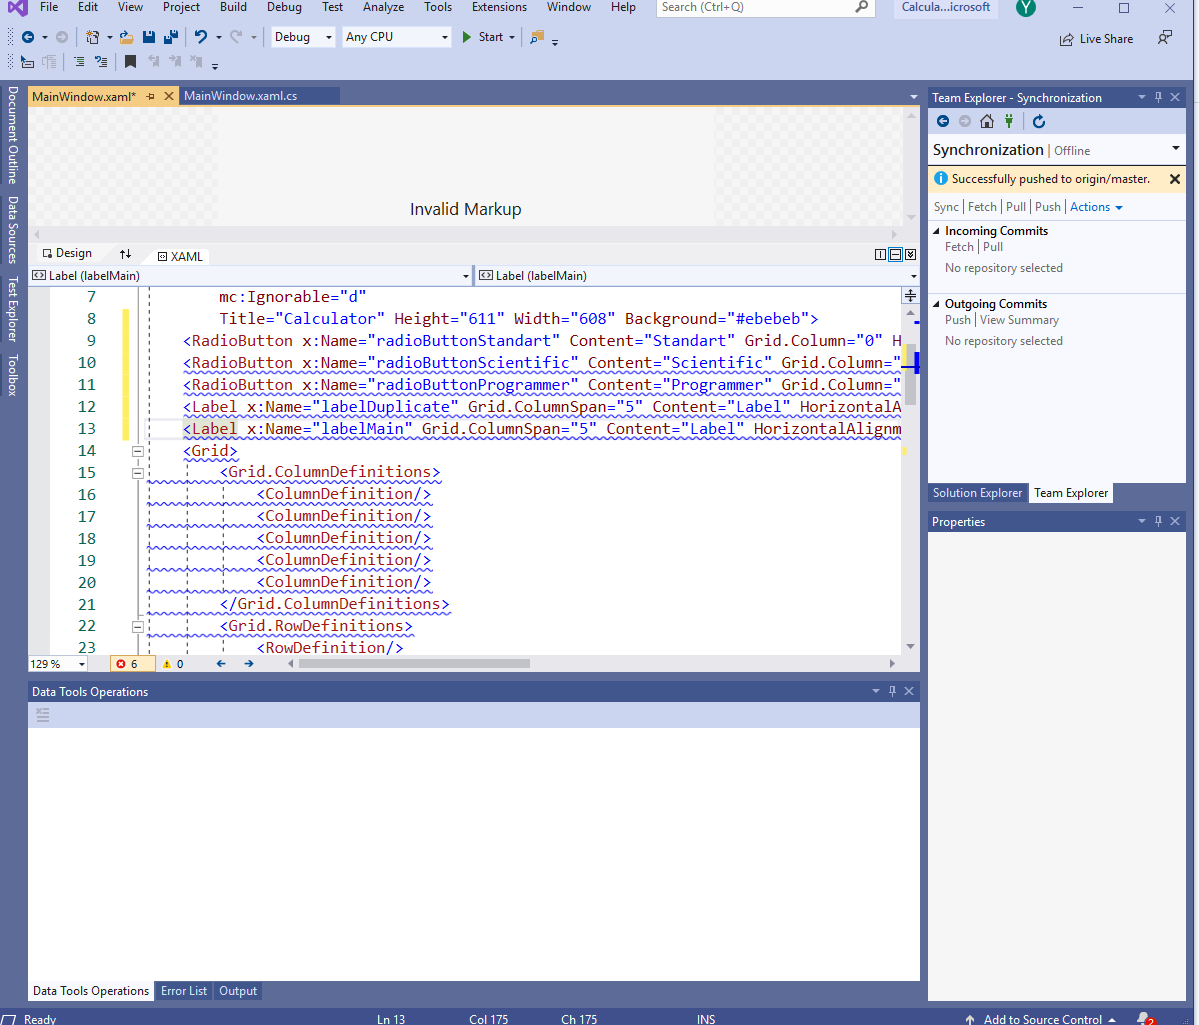 File Edit View Project Build Debug Test Analyze Tools Extensions Window Help Search (Ctrl+Q) Calcula...icrosoft Y
Debug Any CPU Start Live Share
MainWindow.xaml* MainWindow.xaml.cs
Document Outline
Data Sources
Test Explorer
Toolbox
Invalid Markup
Design XAML
Label (labelMain) Label (labelMain)
7 mc:Ignorable="d"
8 Title="Calculator" Height="611" Width="608" Background="#ebebeb">
9 <RadioButton x:Name="radioButtonStandart" Content="Standart" Grid.Column="0" H
10 <RadioButton x:Name="radioButtonScientific" Content="Scientific" Grid.Column="
11 <RadioButton x:Name="radioButtonProgrammer" Content="Programmer" Grid.Column="
12 <Label x:Name="labelDuplicate" Grid.ColumnSpan="5" Content="Label" HorizontalA
13 <Label x:Name="labelMain" Grid.ColumnSpan="5" Content="Label" HorizontalAlignm
14 <Grid>
15 <Grid.ColumnDefinitions>
16 <ColumnDefinition/>
17 <ColumnDefinition/>
18 <ColumnDefinition/>
19 <ColumnDefinition/>
20 <ColumnDefinition/>
21 </Grid.ColumnDefinitions>
22 <Grid.RowDefinitions>
23 <RowDefinition/>
129 % 6 0
Data Tools Operations
Data Tools Operations Error List Output
Team Explorer - Synchronization
Synchronization | Offline
Successfully pushed to origin/master.
Sync | Fetch | Pull | Push | Actions
Incoming Commits
Fetch | Pull
No repository selected
Outgoing Commits
Push | View Summary
No repository selected
Solution Explorer Team Explorer
Properties
Ready Ln 13 Col 175 Ch 175 INS Add to Source Control 2